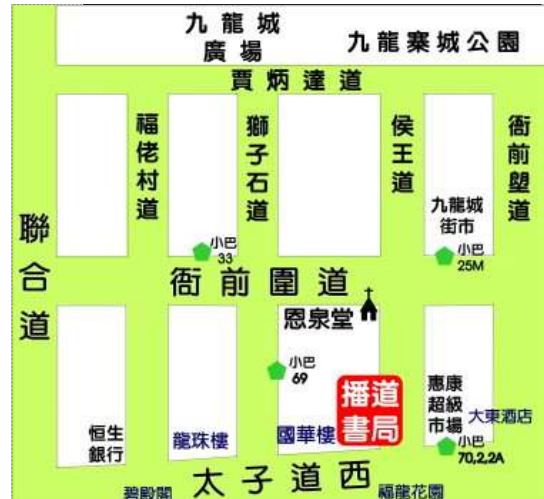 九龍城
廣場
九龍寨城公園
賈炳達道
聯合道
福佬村道
獅子石道
侯王道
衙前塱道
九龍城
街市
小巴
33
小巴
25M
衙前圍道
恩泉堂
小巴
69
播道
書局
惠康
超級
市場
大東酒店
恒生
銀行
龍珠樓
國華樓
小巴
70,2,2A
太子道西
碧殿閣
福龍花園